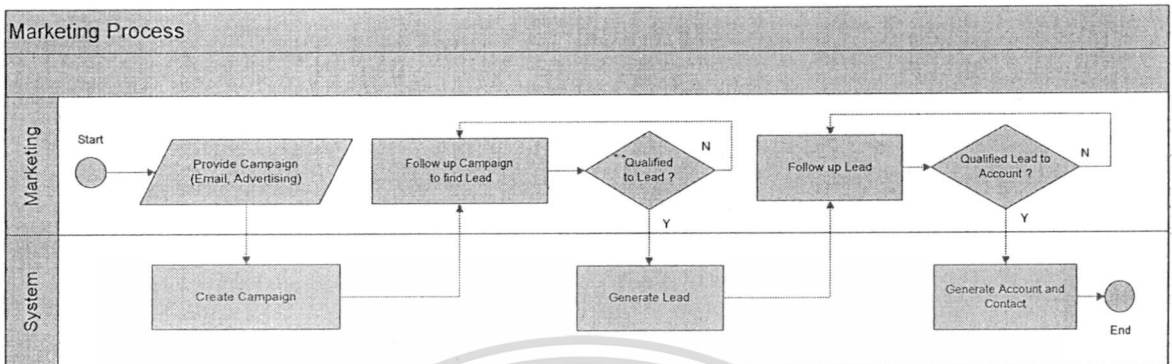 Marketing Process
Marketing
Start
Provide Campaign
(Email, Advertising)
Follow up Campaign
to find Lead
Qualified
to Lead ?
N
Y
Follow up Lead
Qualified Lead to
Account ?
N
Y
System
Create Campaign
Generate Lead
Generate Account and
Contact
End